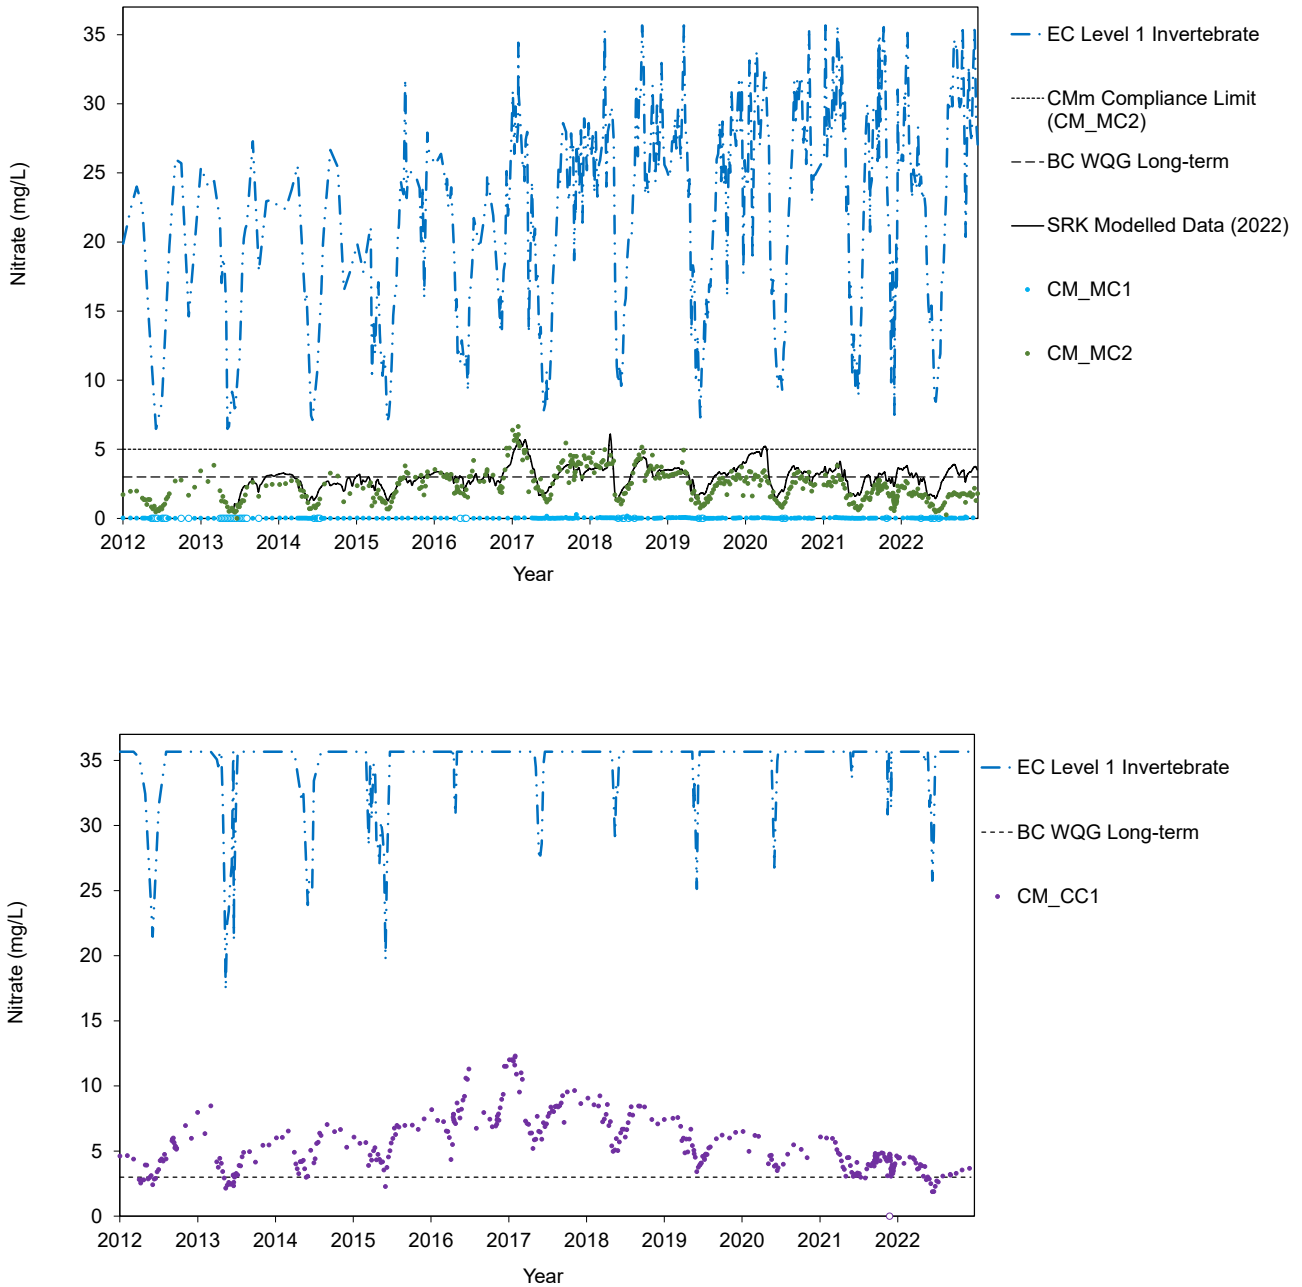 35
30
25
20
15
10
5
0
Nitrate (mg/L)
2012 2013 2014 2015 2016 2017 2018 2019 2020 2021 2022
Year
EC Level 1 Invertebrate
CMm Compliance Limit
(CM_MC2)
BC WQG Long-term
SRK Modelled Data (2022)
CM_MC1
CM_MC2
35
30
25
20
15
10
5
0
Nitrate (mg/L)
2012 2013 2014 2015 2016 2017 2018 2019 2020 2021 2022
Year
EC Level 1 Invertebrate
BC WQG Long-term
CM_CC1